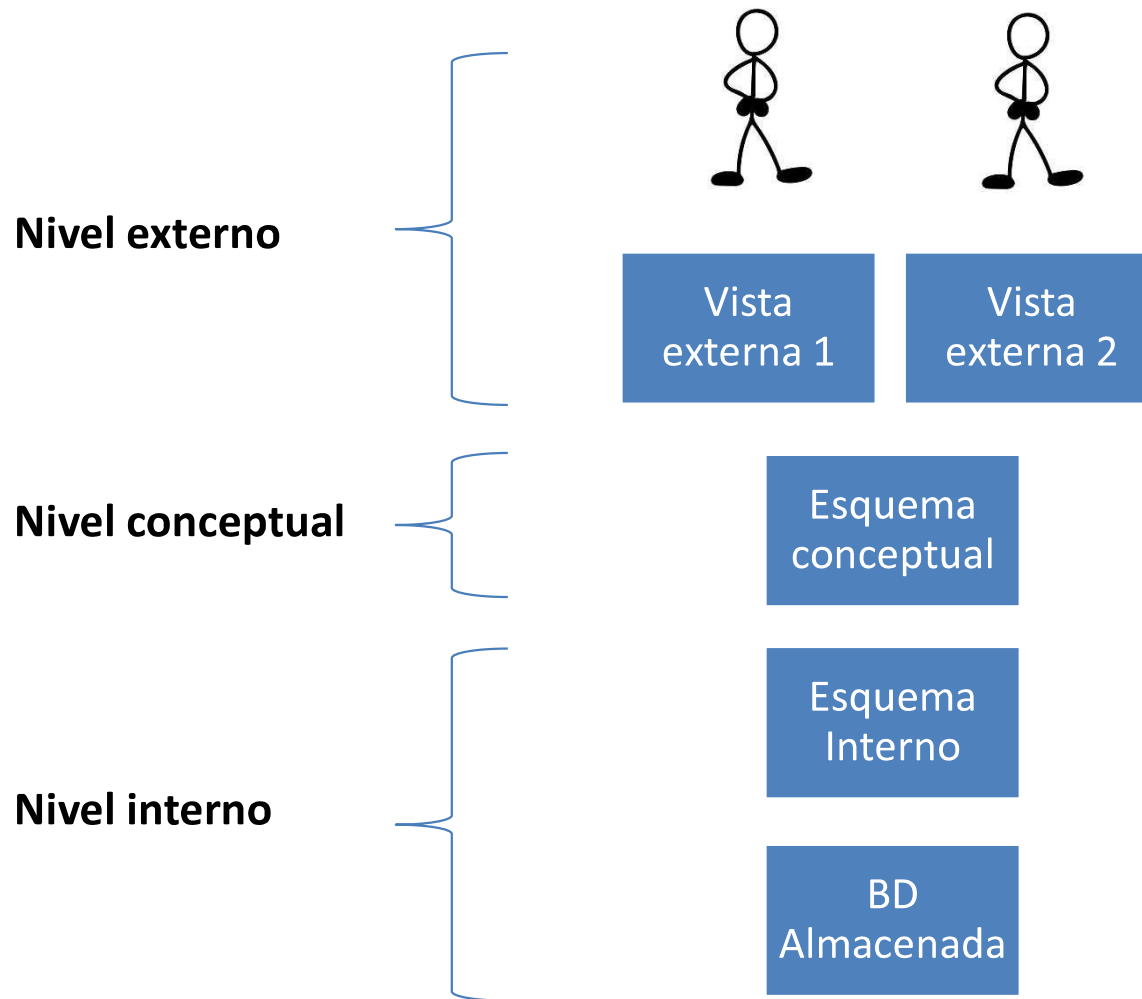 Nivel externo
Vista
externa 1
Vista
externa 2
Nivel conceptual
Esquema
conceptual
Nivel interno
Esquema
Interno
BD
Almacenada